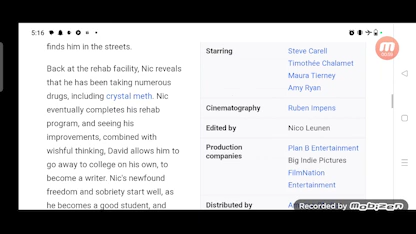 5:16
finds him in the streets.
Back at the rehab facility, Nic reveals
that he has been taking numerous
drugs, including crystal meth. Nic
eventually completes his rehab
program, and seeing his
improvements, combined with
wishful thinking, David allows him to
go away to college on his own, to
become a writer. Nic's newfound
freedom and sobriety start well, as
he becomes a good student, and
Starring
Steve Carell
Timothée Chalamet
Maura Tierney
Amy Ryan
Cinematography
Ruben Impens
Edited by
Nico Leunen
Production
companies
Plan B Entertainment
Big Indie Pictures
FilmNation
Entertainment
Distributed by
Recorded by Mobizen